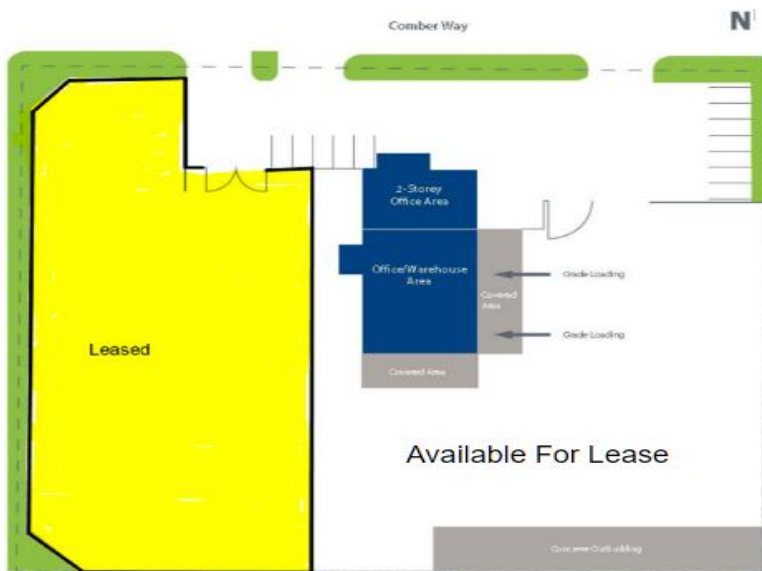 Comber Way
N
2-Storey
Office Area
Office/Warehouse
Area
Covered
Area
Grade Loading
Grade Loading
Leased
Covered Area
Available For Lease
Concrete Outbuilding